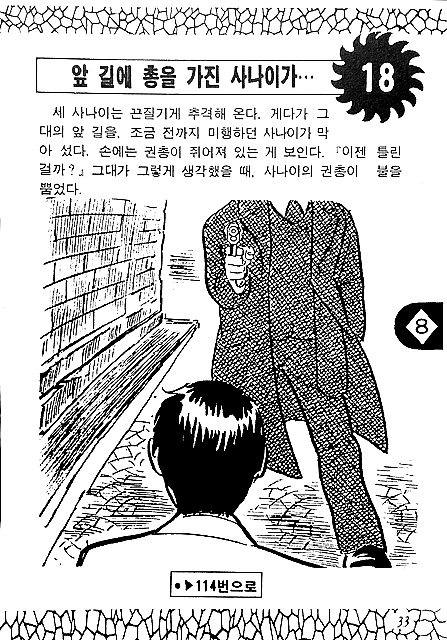 앞 길에 총을 가진 사나이가…
18
세 사나이는 끈질기게 추격해 온다. 게다가 그
대의 앞 길을, 조금 전까지 미행하던 사나이가 막
아 섰다. 손에는 권총이 쥐어져 있는 게 보인다. 『이젠 틀린
걸까?』 그대가 그렇게 생각했을 때, 사나이의 권총이 불을
뿜었다.
8
●▶114번으로
33